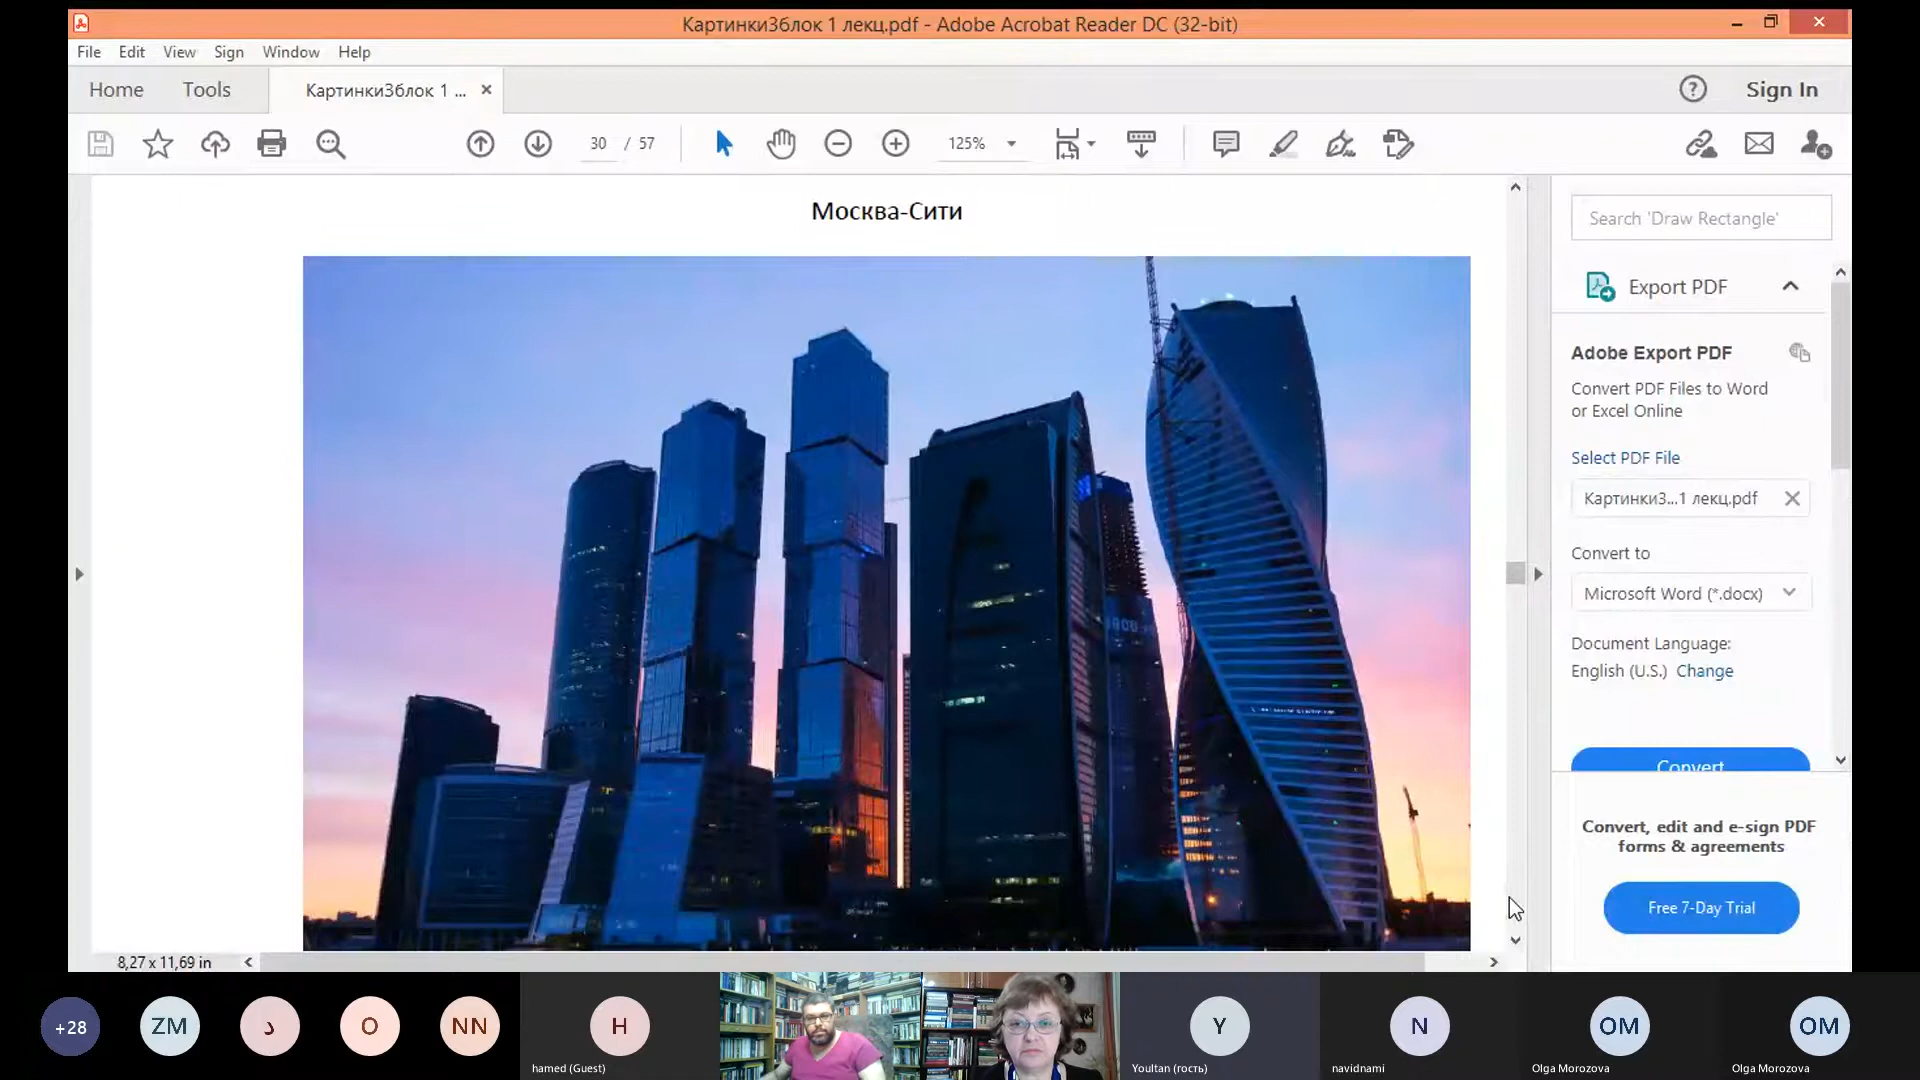 Картинки3блок 1 лекц.pdf - Adobe Acrobat Reader DC (32-bit)
File Edit View Sign Window Help
Home Tools Картинки3блок 1 ... Sign In
30 / 57 125%
Москва-Сити
Search 'Draw Rectangle'
Export PDF
Adobe Export PDF
Convert PDF Files to Word
or Excel Online
Select PDF File
Картинки3...1 лекц.pdf
Convert to
Microsoft Word (*.docx)
Document Language:
English (U.S.) Change
Convert
Convert, edit and e-sign PDF
forms & agreements
Free 7-Day Trial
8,27 x 11,69 in
+28 ZM د O NN H Y N OM OM
hamed (Guest) Youltan (гость) navidnami Olga Morozova Olga Morozova